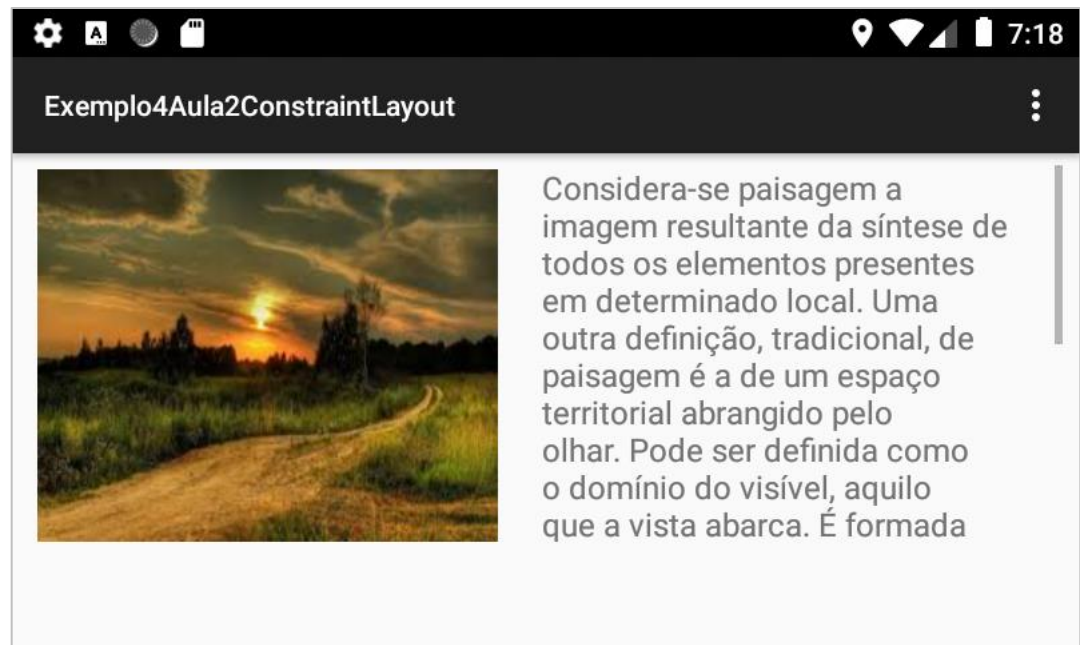 7:18
Exemplo4Aula2ConstraintLayout
Considera-se paisagem a
imagem resultante da síntese de
todos os elementos presentes
em determinado local. Uma
outra definição, tradicional, de
paisagem é a de um espaço
territorial abrangido pelo
olhar. Pode ser definida como
o domínio do visível, aquilo
que a vista abarca. É formada